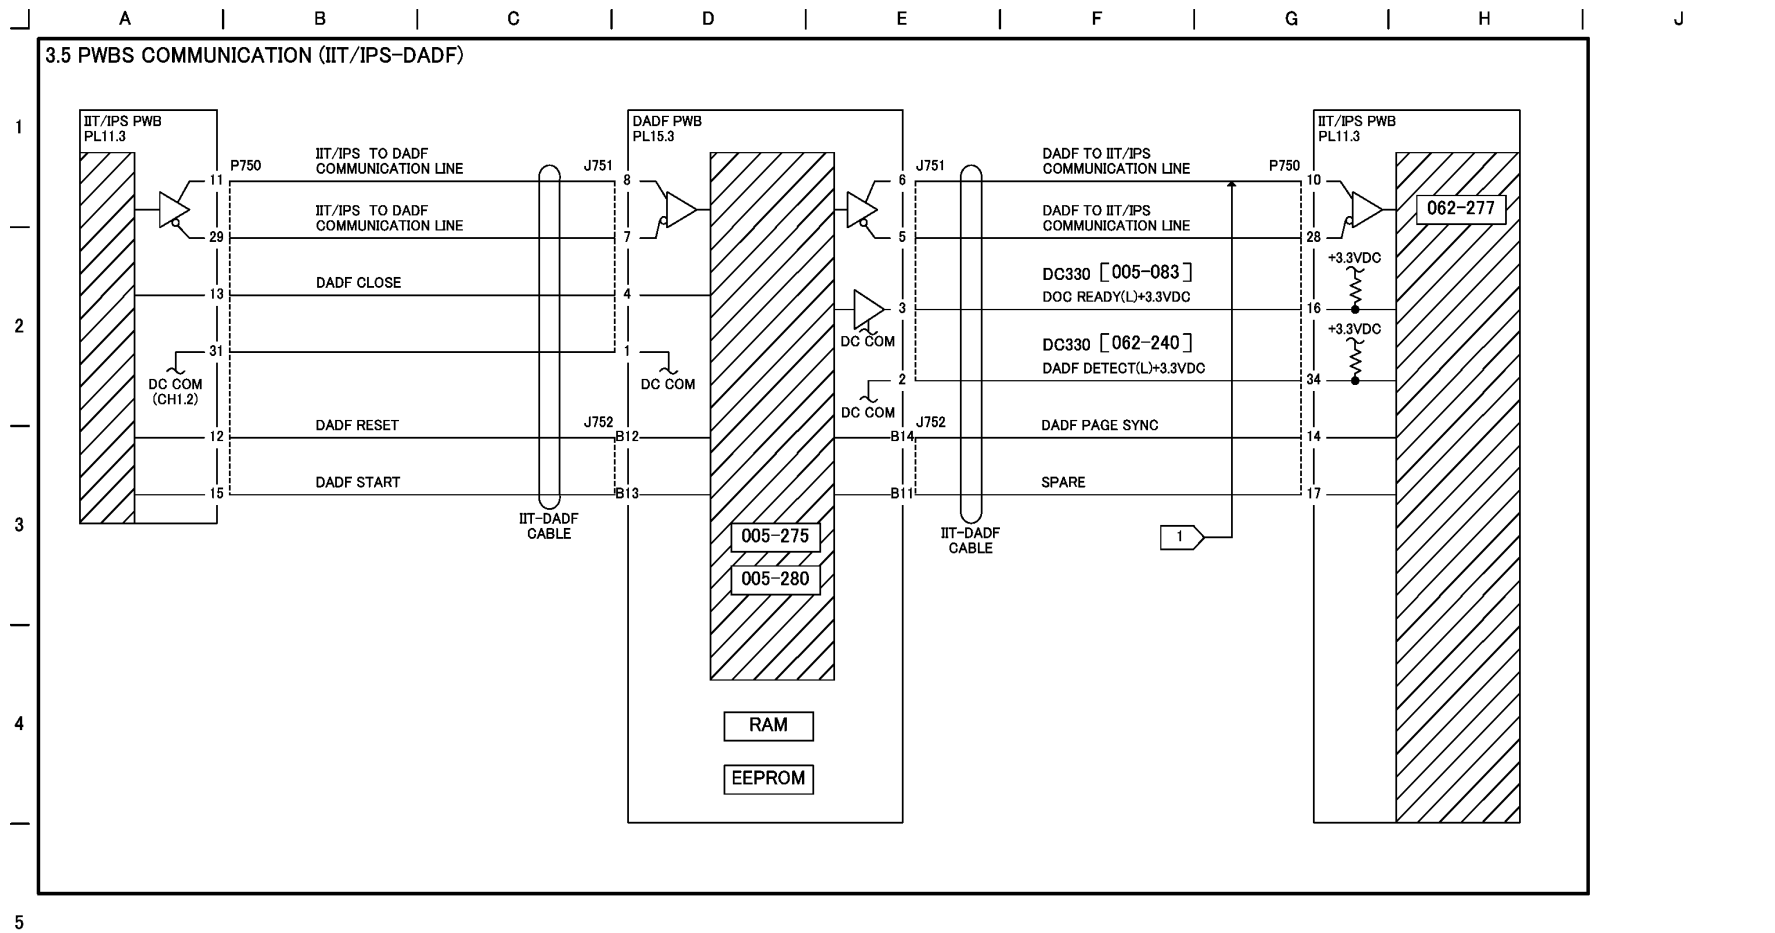 A B C D E F G H J
3.5 PWBS COMMUNICATION (IIT/IPS-DADF)
1
2
3
4
5
IIT/IPS PWB
PL11.3
P750
11
29
13
31
12
15
DC COM
(CH1.2)
IIT/IPS TO DADF
COMMUNICATION LINE
IIT/IPS TO DADF
COMMUNICATION LINE
DADF CLOSE
DADF RESET
DADF START
IIT-DADF
CABLE
J751
8
7
4
1
J752
B12
B13
DADF PWB
PL15.3
DC COM
005-275
005-280
RAM
EEPROM
DC COM
DC COM
J751
6
5
3
2
J752
B14
B11
IIT-DADF
CABLE
DADF TO IIT/IPS
COMMUNICATION LINE
DADF TO IIT/IPS
COMMUNICATION LINE
DC330 [005-083]
DOC READY(L)+3.3VDC
DC330 [062-240]
DADF DETECT(L)+3.3VDC
DADF PAGE SYNC
SPARE
1
P750
10
28
16
34
14
17
IIT/IPS PWB
PL11.3
+3.3VDC
+3.3VDC
062-277